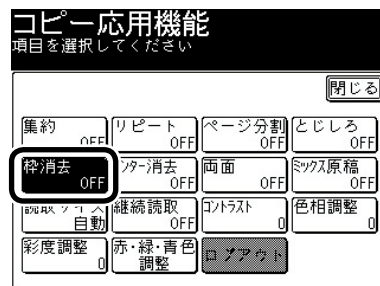 コピー応用機能
項目を選択してください
閉じる
集約 リピート ページ分割 とじしろ
OFF OFF OFF OFF
枠消去 ンター消去 両面 ミックス原稿
OFF OFF OFF OFF
読取サイズ 継続読取 コントラスト 色相調整
自動 OFF 0 0
彩度調整 赤・緑・青色 ログアウト
0 調整